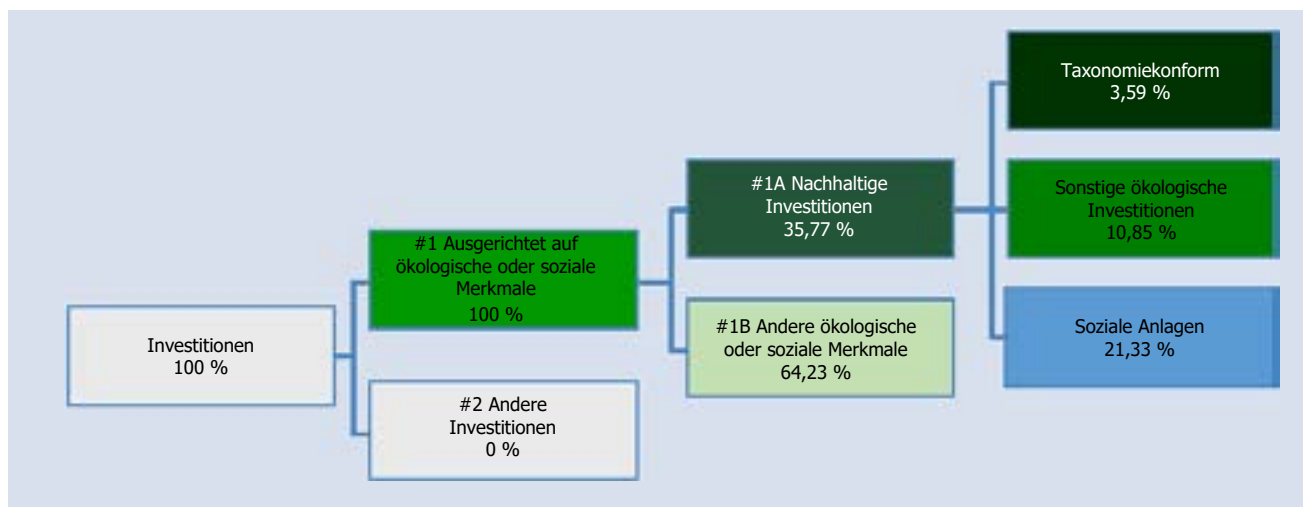 Investitionen
100 %
#1 Ausgerichtet auf
ökologische oder soziale
Merkmale
100 %
#2 Andere
Investitionen
0 %
#1A Nachhaltige
Investitionen
35,77 %
#1B Andere ökologische
oder soziale Merkmale
64,23 %
Taxonomiekonform
3,59 %
Sonstige ökologische
Investitionen
10,85 %
Soziale Anlagen
21,33 %